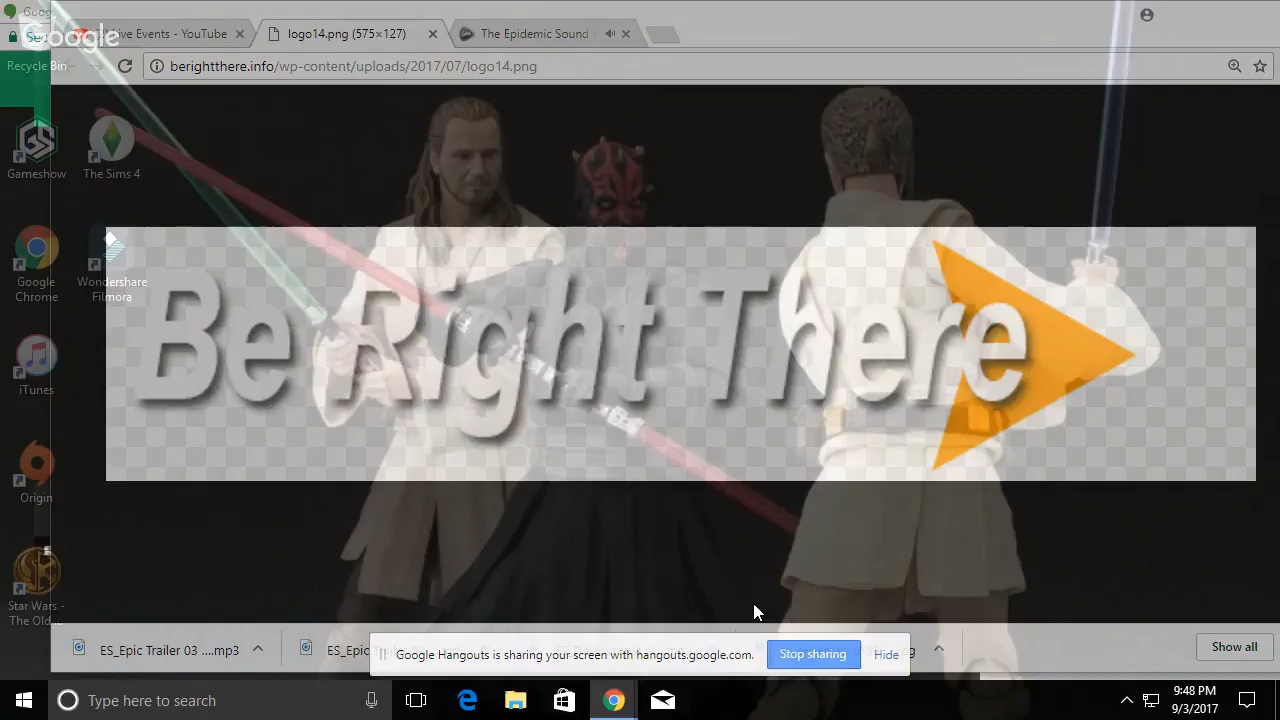 Goog
Google
Live Events - YouTube
logo14.png (575×127)
The Epidemic Sound
Recycle Bin
berightthere.info/wp-content/uploads/2017/07/logo14.png
Gameshow
The Sims 4
Google
Chrome
Wondershare
Filmora
Be Right There
iTunes
Origin
Star Wars -
The Old ...
ES_Epic Trailer 03 ....mp3
ES_Epic
Google Hangouts is sharing your screen with hangouts.google.com.
Stop sharing
Hide
Show all
Type here to search
9:48 PM
9/3/2017